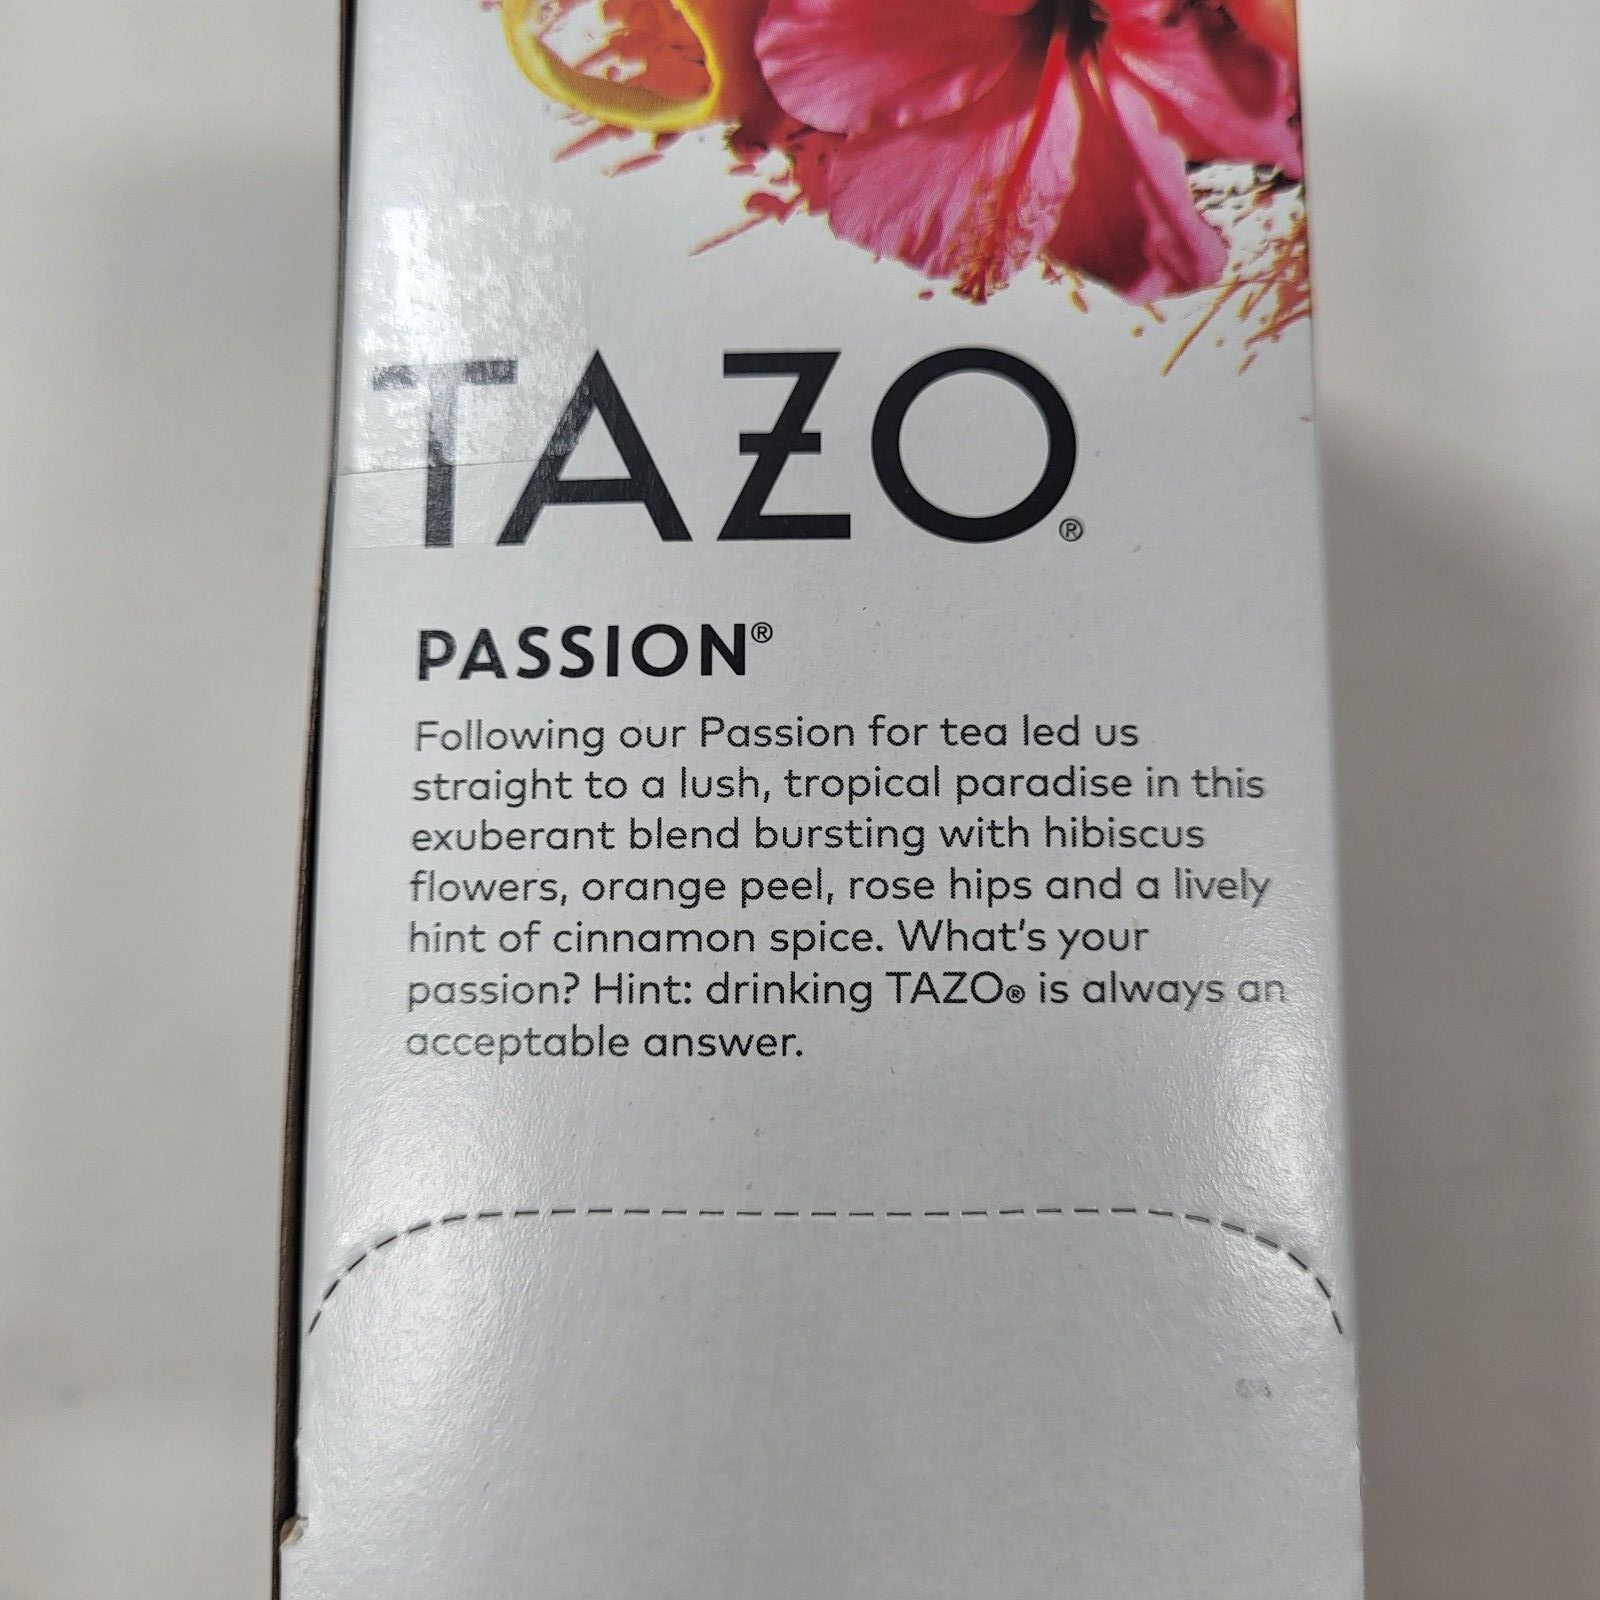 TAZO®
PASSION®
Following our Passion for tea led us
straight to a lush, tropical paradise in this
exuberant blend bursting with hibiscus
flowers, orange peel, rose hips and a lively
hint of cinnamon spice. What's your
passion? Hint: drinking TAZO® is always an
acceptable answer.